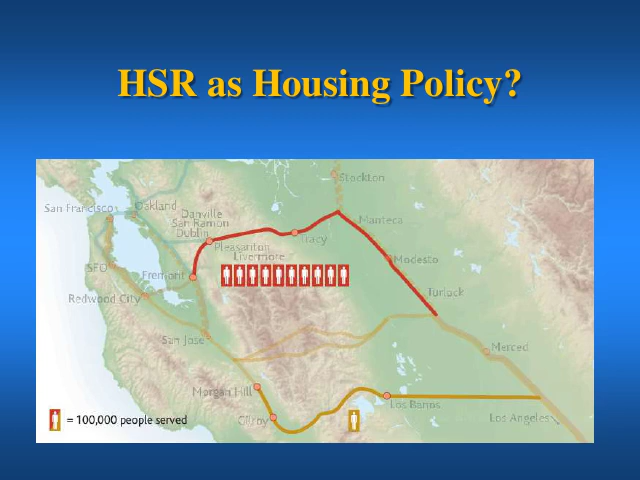 HSR as Housing Policy?
Stockton
San Francisco
Oakland
Danville
San Ramon
Dublin
Manteca
Pleasanton
Tracy
Livermore
SFO
Fremont
Modesto
Redwood City
Turlock
San Jose
Merced
Morgan Hill
Los Banos
Gilroy
Los Angeles
= 100,000 people served